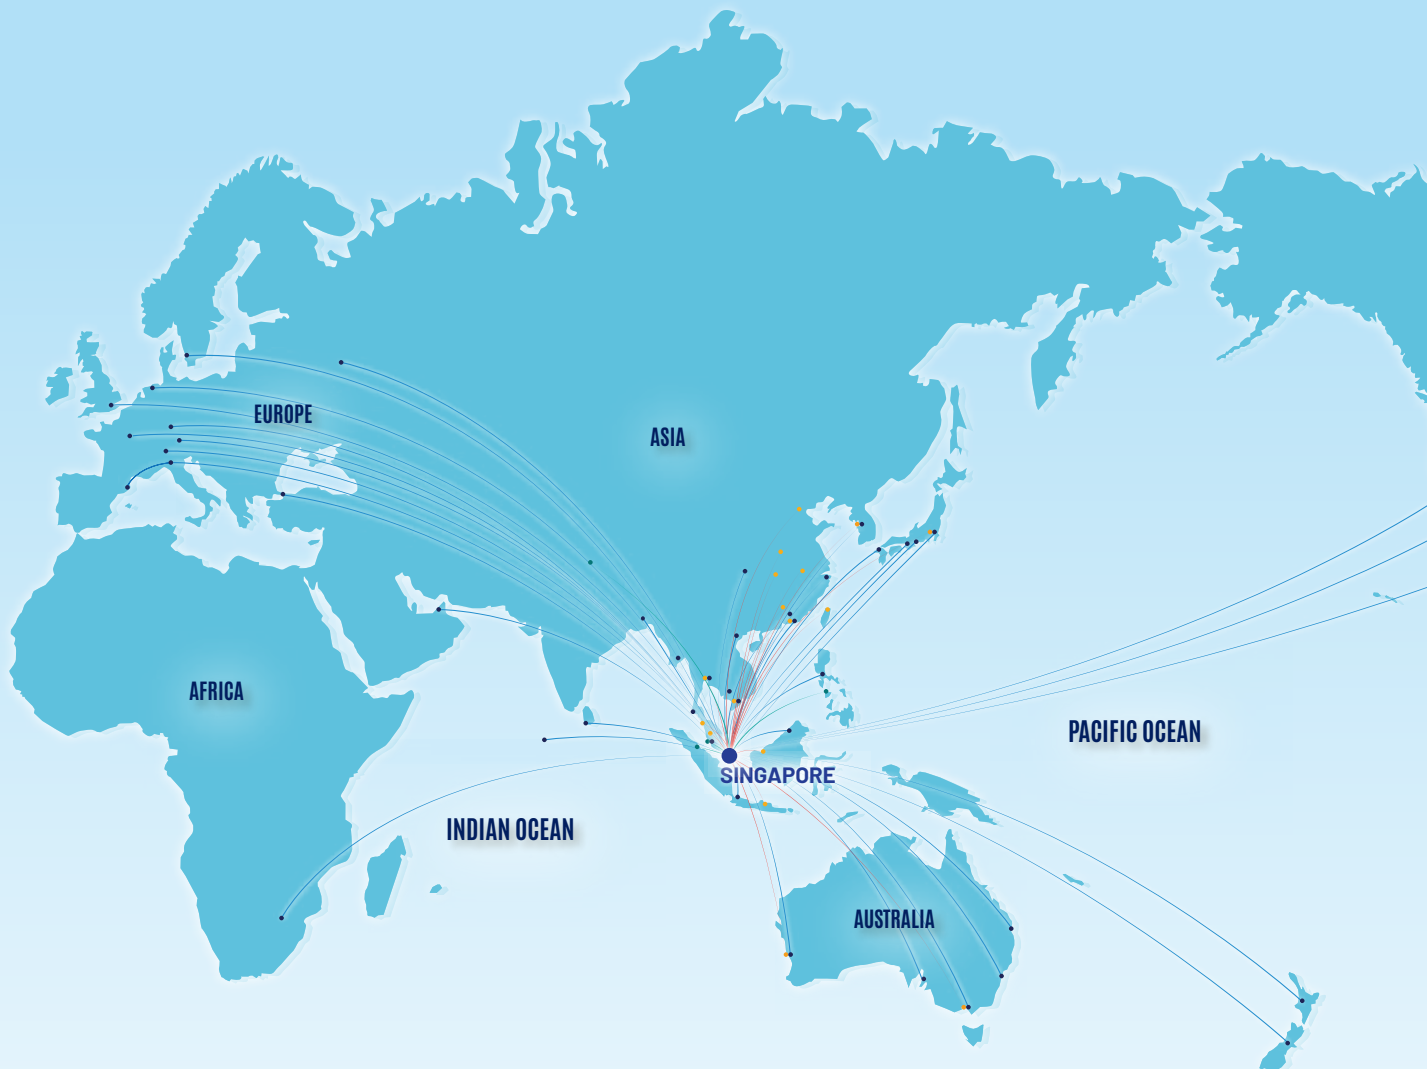 EUROPE
ASIA
AFRICA
PACIFIC OCEAN
SINGAPORE
INDIAN OCEAN
AUSTRALIA